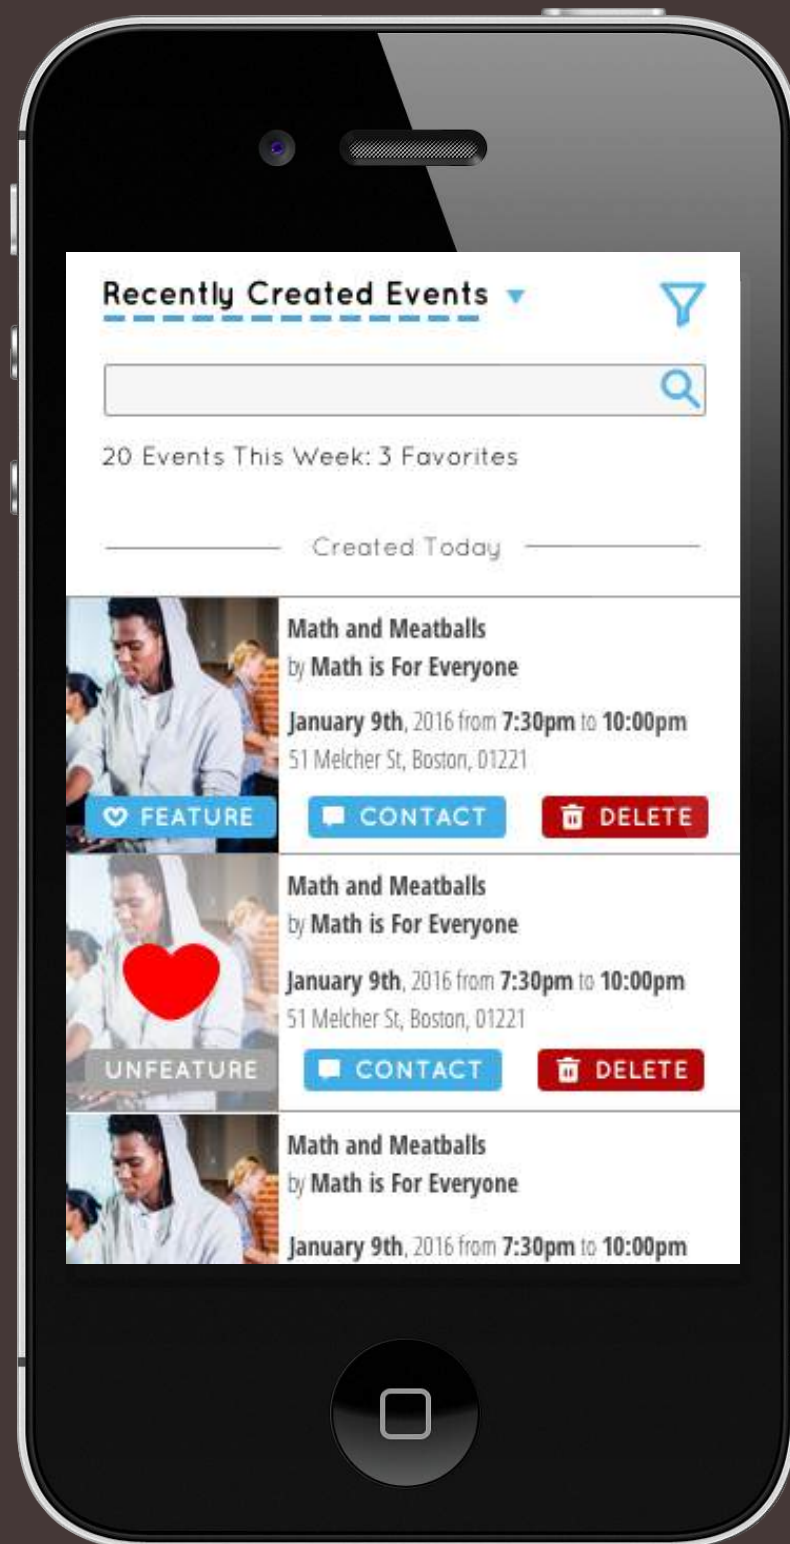 Recently Created Events
20 Events This Week: 3 Favorites
Created Today
Math and Meatballs
by Math is For Everyone
January 9th, 2016 from 7:30pm to 10:00pm
51 Melcher St, Boston, 01221
FEATURE CONTACT DELETE
Math and Meatballs
by Math is For Everyone
January 9th, 2016 from 7:30pm to 10:00pm
51 Melcher St, Boston, 01221
UNFEATURE CONTACT DELETE
Math and Meatballs
by Math is For Everyone
January 9th, 2016 from 7:30pm to 10:00pm